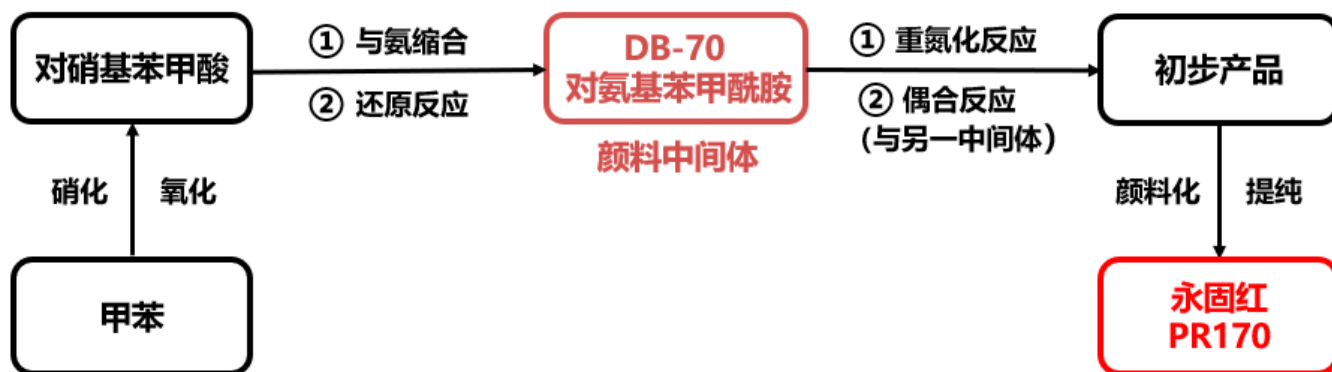 对硝基苯甲酸
① 与氨缩合
② 还原反应
DB-70
对氨基苯甲酰胺
颜料中间体
① 重氮化反应
② 偶合反应
(与另一中间体）
初步产品
硝化 氧化
颜料化 提纯
甲苯
永固红
PR170